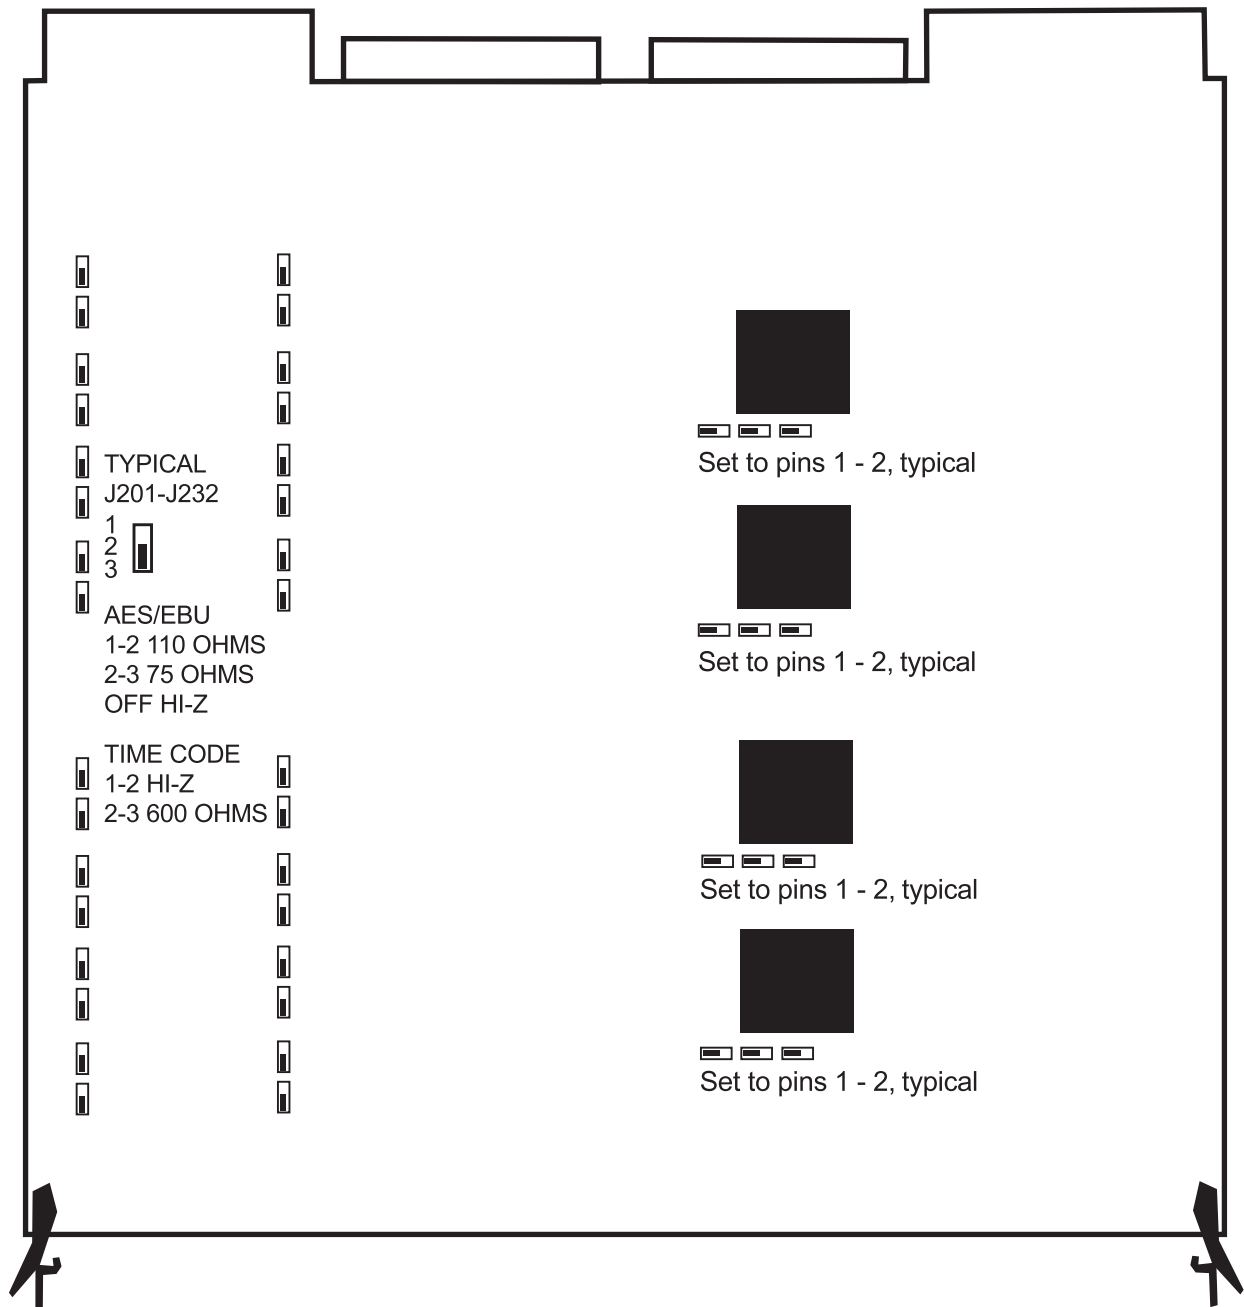 TYPICAL
J201-J232
1
2
3
AES/EBU
1-2 110 OHMS
2-3 75 OHMS
OFF HI-Z
TIME CODE
1-2 HI-Z
2-3 600 OHMS
Set to pins 1 - 2, typical
Set to pins 1 - 2, typical
Set to pins 1 - 2, typical
Set to pins 1 - 2, typical